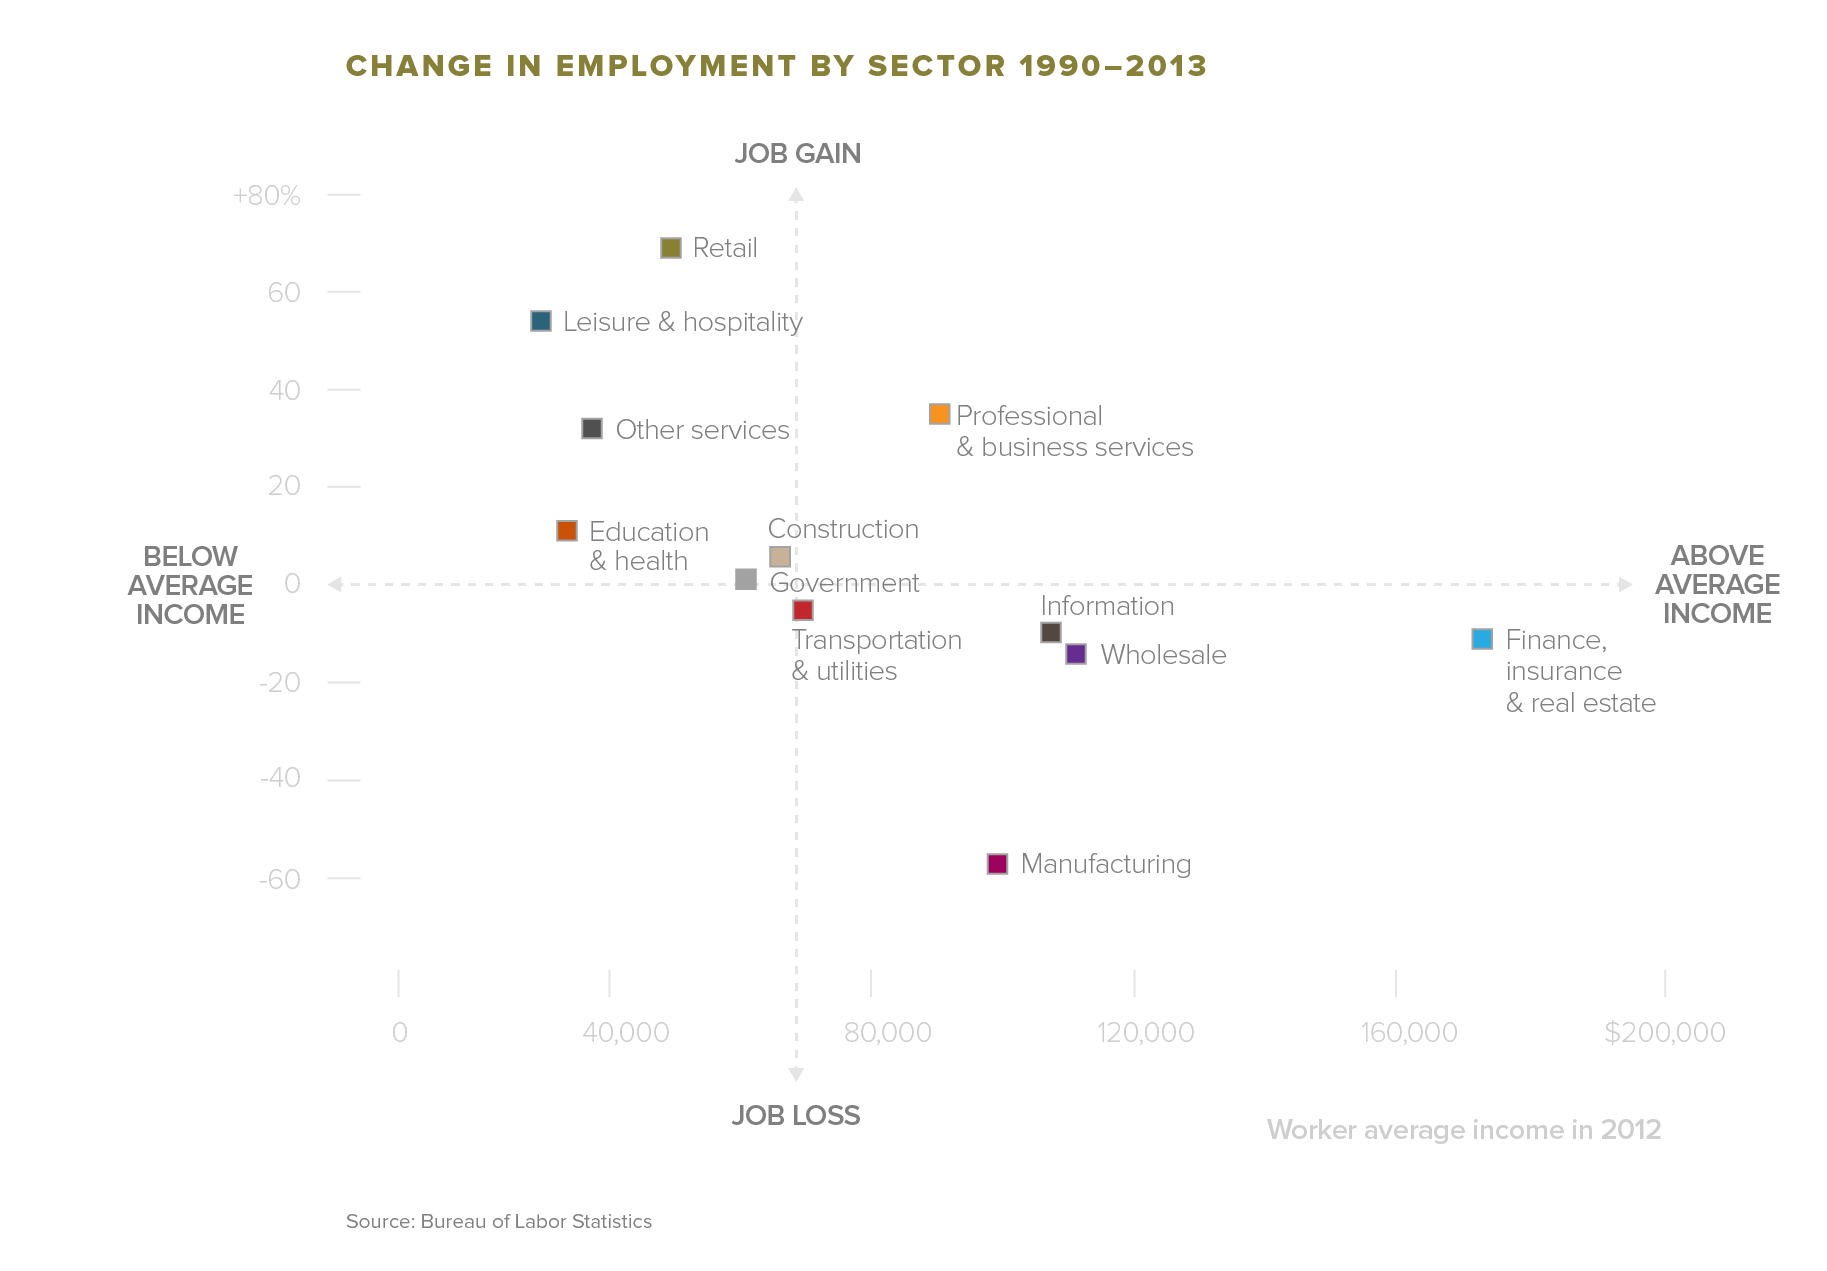 CHANGE IN EMPLOYMENT BY SECTOR 1990–2013
JOB GAIN
+80%
Retail
60
Leisure & hospitality
40
Other services
Professional
& business services
20
Education
& health
Construction
BELOW
AVERAGE
INCOME
0
Government
ABOVE
AVERAGE
INCOME
Information
Transportation
& utilities
Wholesale
Finance,
insurance
& real estate
-20
-40
Manufacturing
-60
0
40,000
80,000
120,000
160,000
$200,000
JOB LOSS
Worker average income in 2012
Source: Bureau of Labor Statistics